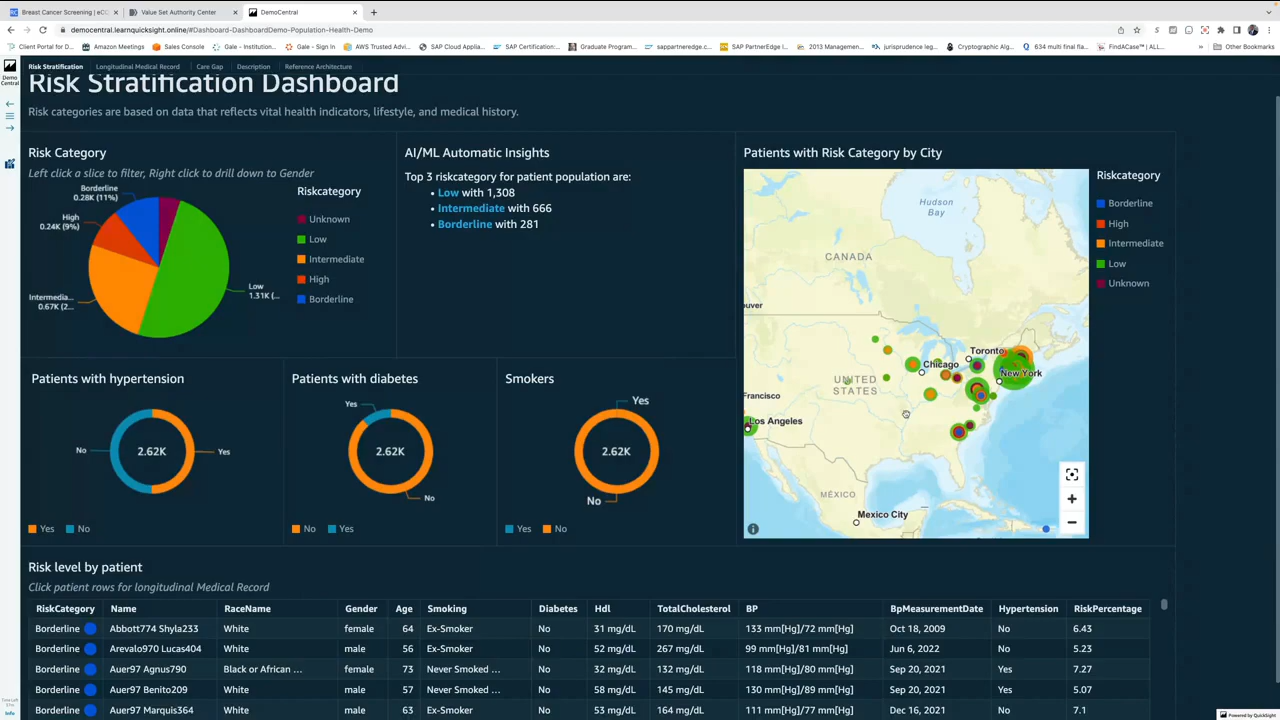 Breast Cancer Screening | eCQ
Value Set Authority Center
DemoCentral
democentral.learnquicksight.online/#Dashboard-DashboardDemo-Population-Health-Demo
Client Portal for D...
Amazon Meetings
Sales Console
Gale - Institution...
Gale - Sign in
AWS Trusted Advi...
SAP Cloud Applian...
SAP Certification:...
Graduate Program...
sappartneredge.c...
SAP PartnerEdge I...
2013 Managemen...
jurisprudence leg...
Cryptographic Alg...
634 multi final fla...
FindACase™ | ALL...
Other Bookmarks
Demo
Central
Risk Stratification
Longitudinal Medical Record
Care Gap
Description
Reference Architecture
Risk Stratification Dashboard
Risk categories are based on data that reflects vital health indicators, lifestyle, and medical history.
Risk Category
Left click a slice to filter, Right click to drill down to Gender
Borderline
0.28K (11%)
High
0.24K (9%)
Intermedia...
0.67K (2...
Low
1.31K (...
Riskcategory
Unknown
Low
Intermediate
High
Borderline
AI/ML Automatic Insights
Top 3 riskcategory for patient population are:
• Low with 1,308
• Intermediate with 666
• Borderline with 281
Patients with Risk Category by City
Hudson
Bay
CANADA
ouver
Toronto
Chicago
New York
UNITED
STATES
Francisco
Los Angeles
MÉXICO
Mexico City
Riskcategory
Borderline
High
Intermediate
Low
Unknown
Patients with hypertension
No
2.62K
Yes
Yes
No
Patients with diabetes
Yes
2.62K
No
No
Yes
Smokers
Yes
2.62K
No
Yes
No
Risk level by patient
Click patient rows for longitudinal Medical Record
RiskCategory Name RaceName Gender Age Smoking Diabetes Hdl TotalCholesterol BP BpMeasurementDate Hypertension RiskPercentage
Borderline Abbott774 Shyla233 White female 64 Ex-Smoker No 31 mg/dL 170 mg/dL 133 mm[Hg]/72 mm[Hg] Oct 18, 2009 No 6.43
Borderline Arevalo970 Lucas404 White male 56 Ex-Smoker No 52 mg/dL 267 mg/dL 99 mm[Hg]/81 mm[Hg] Jun 6, 2022 No 5.23
Borderline Auer97 Agnus790 Black or African ... female 73 Never Smoked ... No 32 mg/dL 132 mg/dL 118 mm[Hg]/80 mm[Hg] Sep 20, 2021 Yes 7.27
Borderline Auer97 Benito209 White male 57 Never Smoked ... No 58 mg/dL 145 mg/dL 130 mm[Hg]/89 mm[Hg] Sep 20, 2021 Yes 5.07
Borderline Auer97 Marquis364 White male 63 Ex-Smoker No 53 mg/dL 164 mg/dL 111 mm[Hg]/77 mm[Hg] Dec 16, 2021 No 7.1
Info
Powered by QuickSight